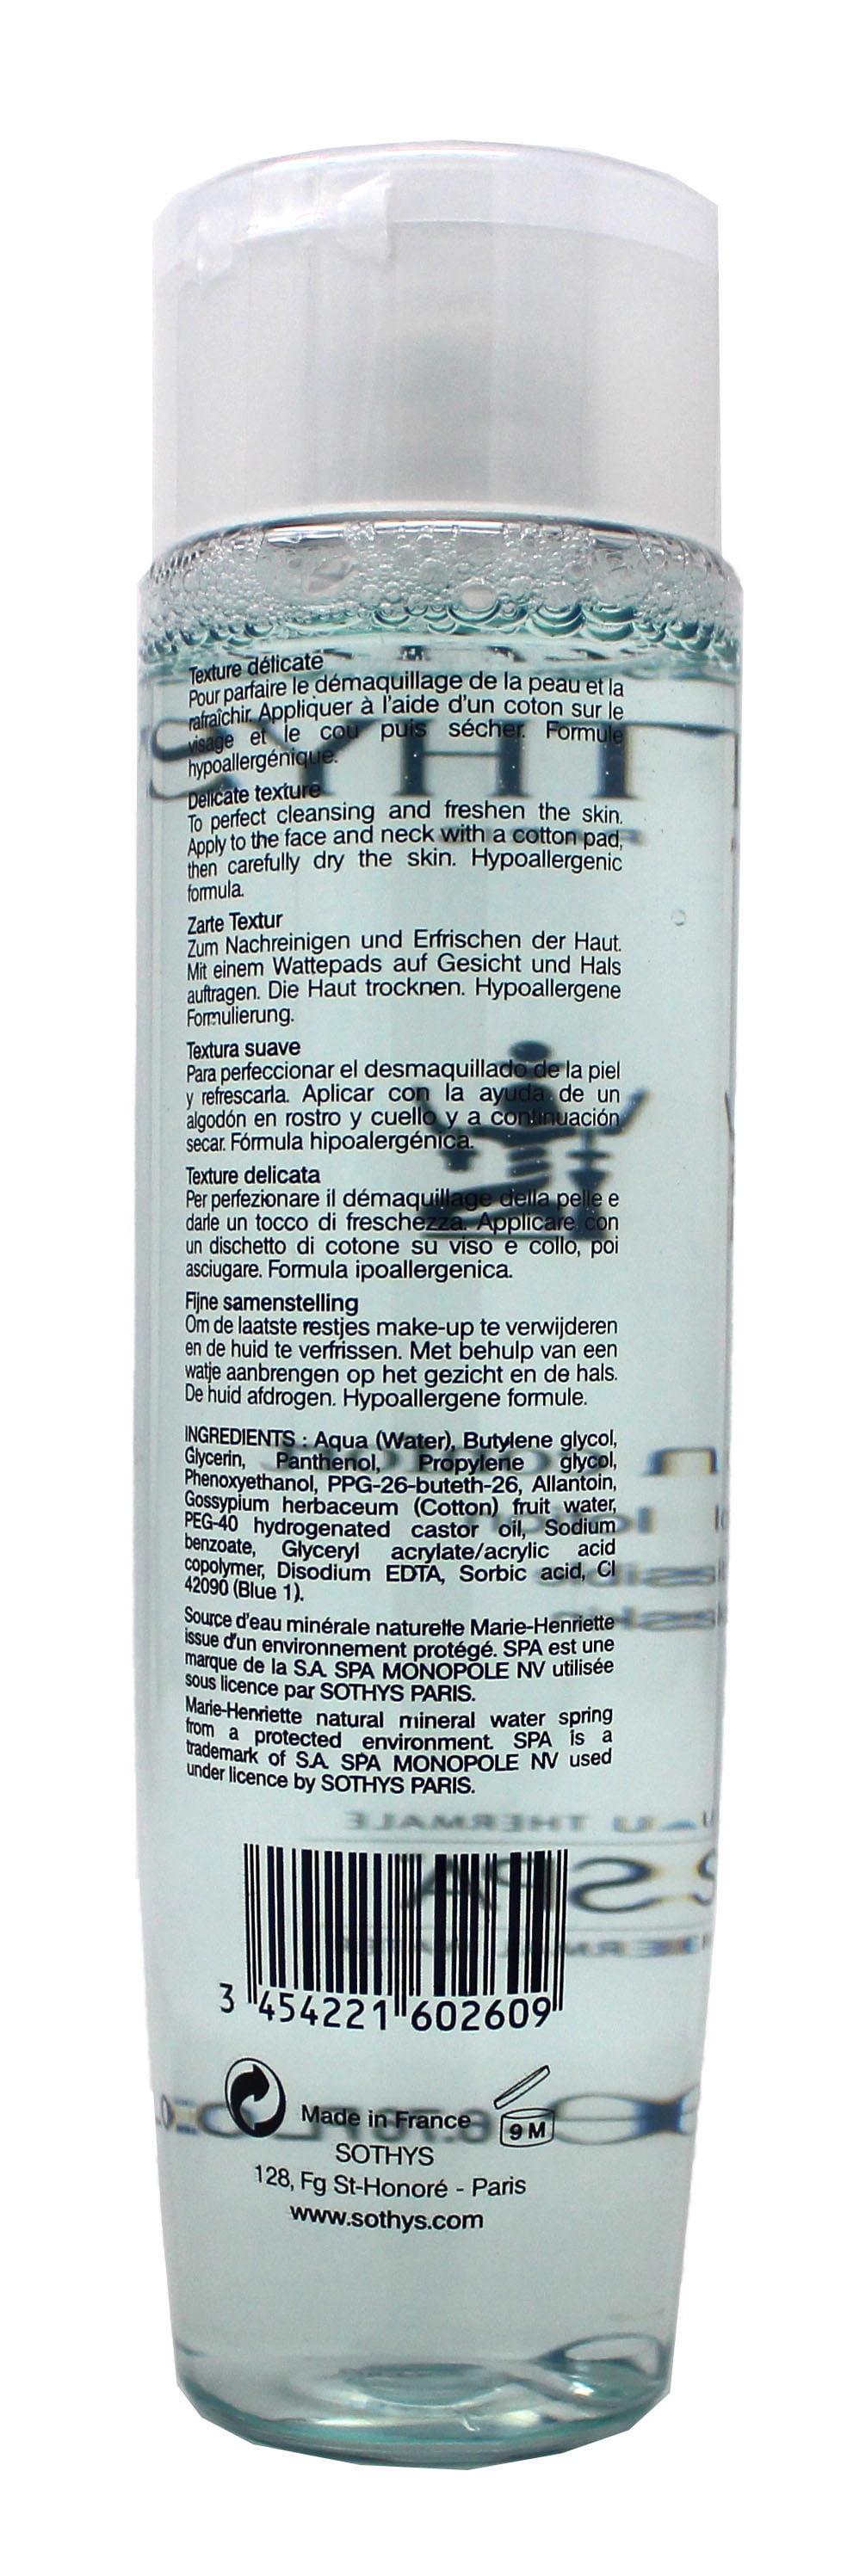 Texture délicate
Pour parfaire le démaquillage de la peau et la
rafraîchir. Appliquer à l'aide d'un coton sur le
visage et le cou puis sécher. Formule
hypoallergénique.
Delicate texture
To perfect cleansing and freshen the skin.
Apply to the face and neck with a cotton pad,
then carefully dry the skin. Hypoallergenic
formula.
Zarte Textur
Zum Nachreinigen und Erfrischen der Haut.
Mit einem Wattepads auf Gesicht und Hals
auftragen. Die Haut trocknen. Hypoallergene
Formulierung.
Textura suave
Para perfeccionar el desmaquillado de la piel
y refrescarla. Aplicar con la ayuda de un
algodón en rostro y cuello y a continuación
secar. Fórmula hipoalergénica.
Texture delicata
Per perfezionare il démaquillage della pelle e
darle un tocco di freschezza. Applicare con
un dischetto di cotone su viso e collo, poi
asciugare. Formula ipoallergenica.
Fijne samenstelling
Om de laatste restjes make-up te verwijderen
en de huid te verfrissen. Met behulp van een
watje aanbrengen op het gezicht en de hals.
De huid afdrogen. Hypoallergene formule.
INGREDIENTS : Aqua (Water), Butylene glycol,
Glycerin, Panthenol, Propylene glycol,
Phenoxyethanol, PPG-26-buteth-26, Allantoin,
Gossypium herbaceum (Cotton) fruit water,
PEG-40 hydrogenated castor oil, Sodium
benzoate, Glyceryl acrylate/acrylic acid
copolymer, Disodium EDTA, Sorbic acid, CI
42090 (Blue 1).
Source d'eau minérale naturelle Marie-Henriette
issue d'un environnement protégé. SPA est une
marque de la S.A. SPA MONOPOLE NV utilisée
sous licence par SOTHYS PARIS.
Marie-Henriette natural mineral water spring
from a protected environment. SPA is a
trademark of S.A. SPA MONOPOLE NV used
under licence by SOTHYS PARIS.
3 454221 602609
Made in France
9 M
SOTHYS
128, Fg St-Honoré - Paris
www.sothys.com